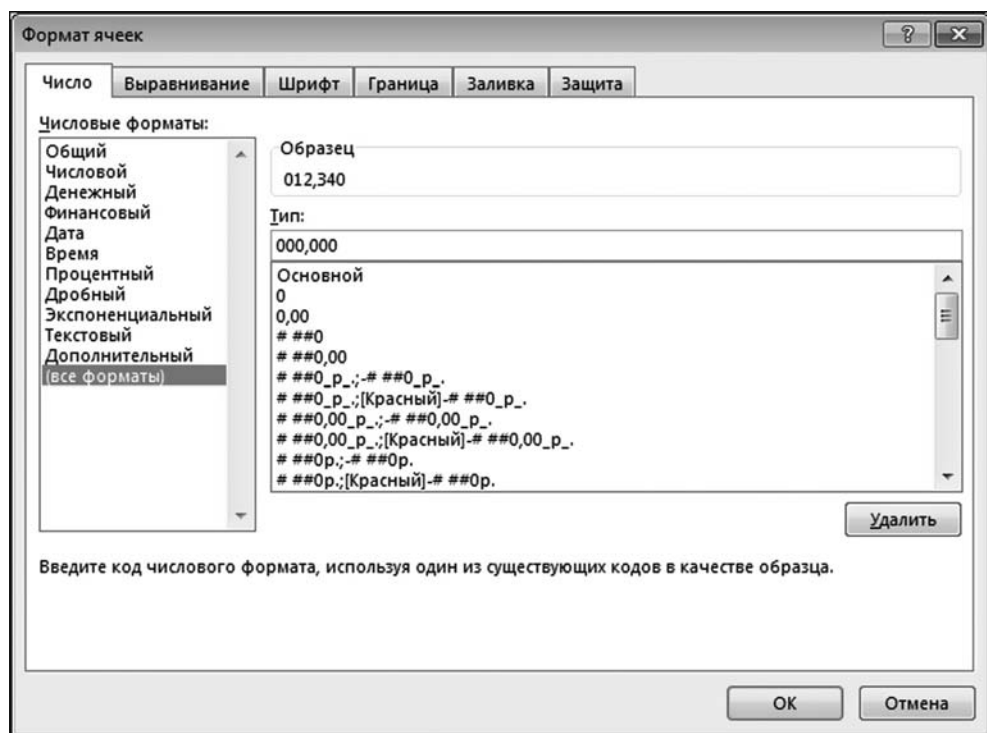 Формат ячеек
Число Выравнивание Шрифт Граница Заливка Защита
Числовые форматы:
Общий
Числовой
Денежный
Финансовый
Дата
Время
Процентный
Дробный
Экспоненциальный
Текстовый
Дополнительный
(все форматы)
Образец
012,340
Тип:
000,000
Основной
0
0,00
# ##0
# ##0,00
# ##0_р_.;-# ##0_р_.
# ##0_р_.;[Красный]-# ##0_р_.
# ##0,00_р_.;-# ##0,00_р_.
# ##0,00_р_.;[Красный]-# ##0,00_р_.
# ##0р.;-# ##0р.
# ##0р.;[Красный]-# ##0р.
Удалить
Введите код числового формата, используя один из существующих кодов в качестве образца.
ОК Отмена